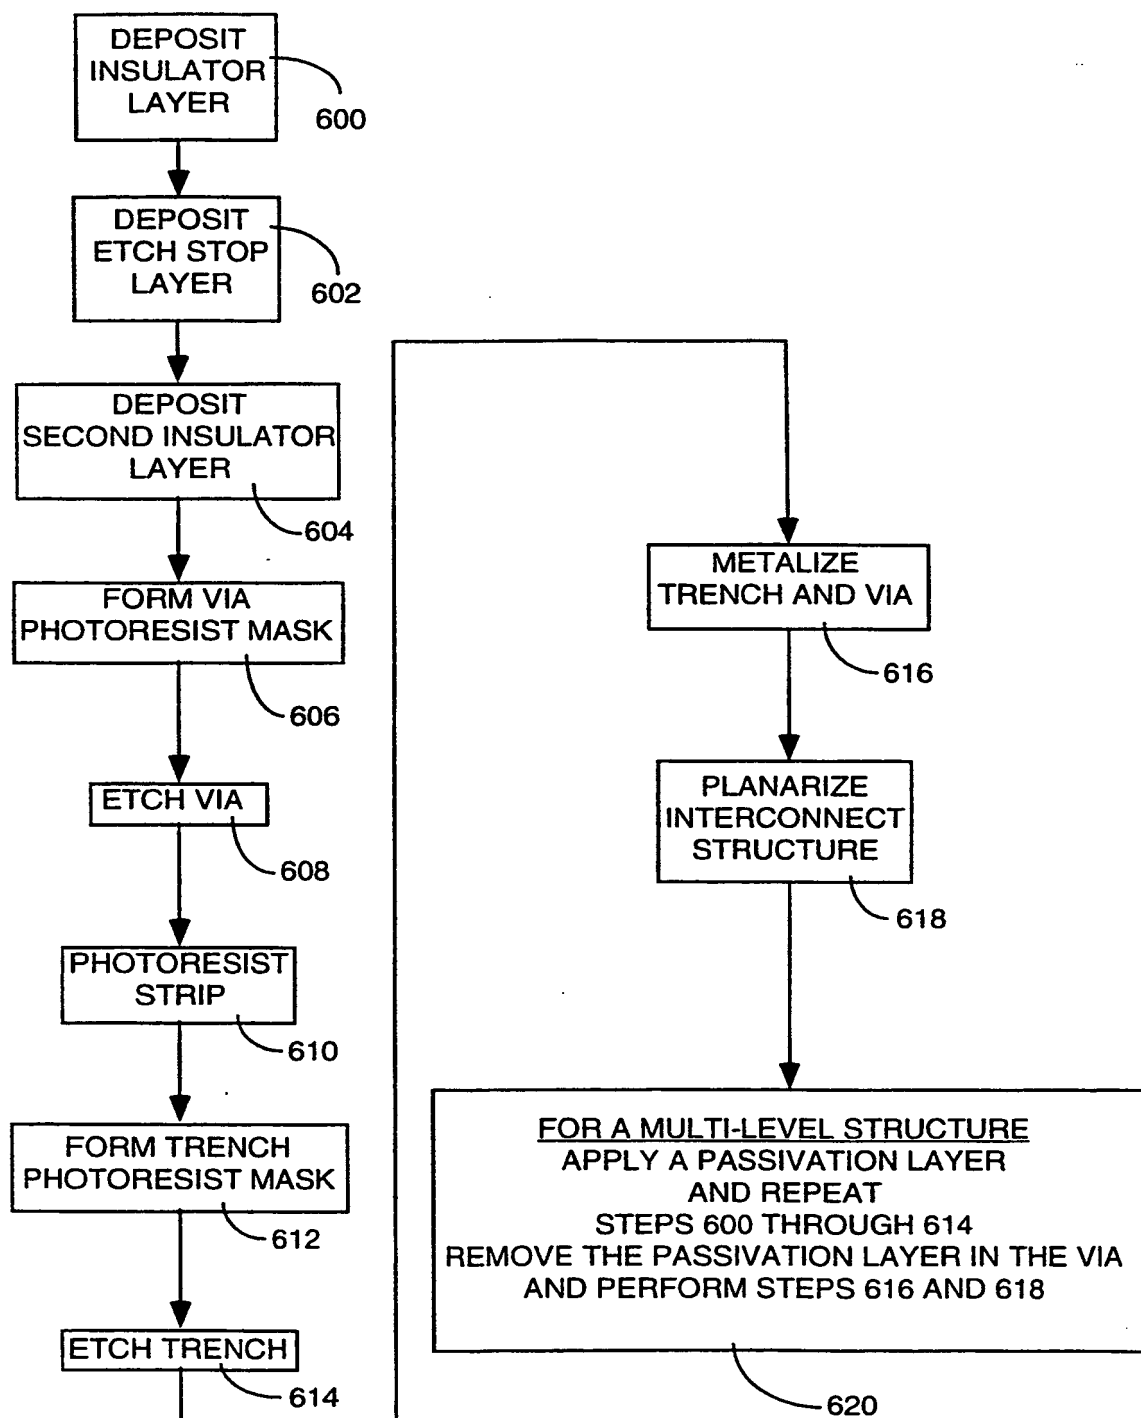 DEPOSIT
INSULATOR
LAYER
600
DEPOSIT
ETCH STOP
LAYER
602
DEPOSIT
SECOND INSULATOR
LAYER
604
FORM VIA
PHOTORESIST MASK
606
ETCH VIA
608
PHOTORESIST
STRIP
610
FORM TRENCH
PHOTORESIST MASK
612
ETCH TRENCH
614
METALIZE
TRENCH AND VIA
616
PLANARIZE
INTERCONNECT
STRUCTURE
618
FOR A MULTI-LEVEL STRUCTURE
APPLY A PASSIVATION LAYER
AND REPEAT
STEPS 600 THROUGH 614
REMOVE THE PASSIVATION LAYER IN THE VIA
AND PERFORM STEPS 616 AND 618
620